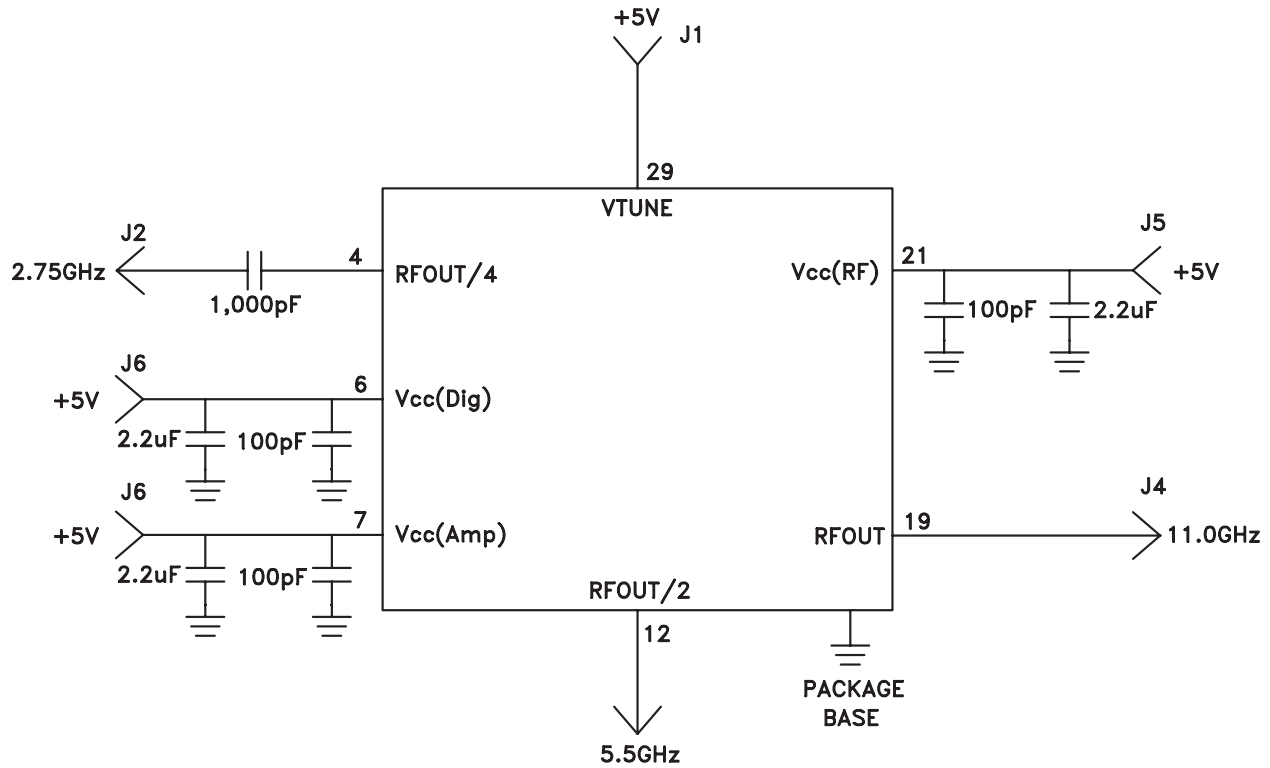 +5V
J1
29
VTUNE
J2
2.75GHz
4
RFOUT/4
1,000pF
J5
21
Vcc(RF)
+5V
100pF
2.2uF
J6
+5V
6
Vcc(Dig)
2.2uF
100pF
J6
+5V
7
Vcc(Amp)
2.2uF
100pF
J4
19
RFOUT
11.0GHz
RFOUT/2
12
5.5GHz
PACKAGE
BASE